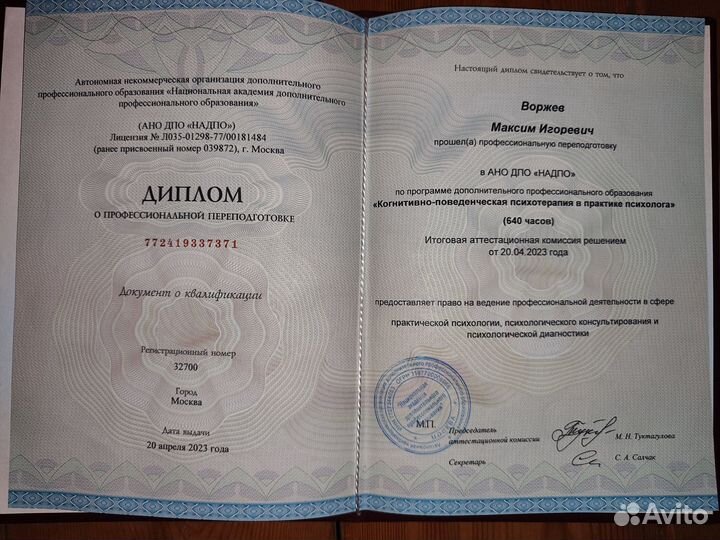 Автономная некоммерческая организация дополнительного
профессионального образования «Национальная академия дополнительного
профессионального образования»
(АНО ДПО «НАДПО»)
Лицензия № Л035-01298-77/00181484
(ранее присвоенный номер 039872), г. Москва
ДИПЛОМ
О ПРОФЕССИОНАЛЬНОЙ ПЕРЕПОДГОТОВКЕ
772419337371
Документ о квалификации
Регистрационный номер
32700
Город
Москва
Дата выдачи
20 апреля 2023 года
Настоящий диплом свидетельствует о том, что
Воржев
Максим Игоревич
прошел(а) профессиональную переподготовку
в АНО ДПО «НАДПО»
по программе дополнительного профессионального образования
«Когнитивно-поведенческая психотерапия в практике психолога»
(640 часов)
Итоговая аттестационная комиссия решением
от 20.04.2023 года
предоставляет право на ведение профессиональной деятельности в сфере
практической психологии, психологического консультирования и
психологической диагностики
М.П.
Председатель
аттестационной комиссии
М. Н. Туктагулова
Секретарь
С. А. Салчак
Avito